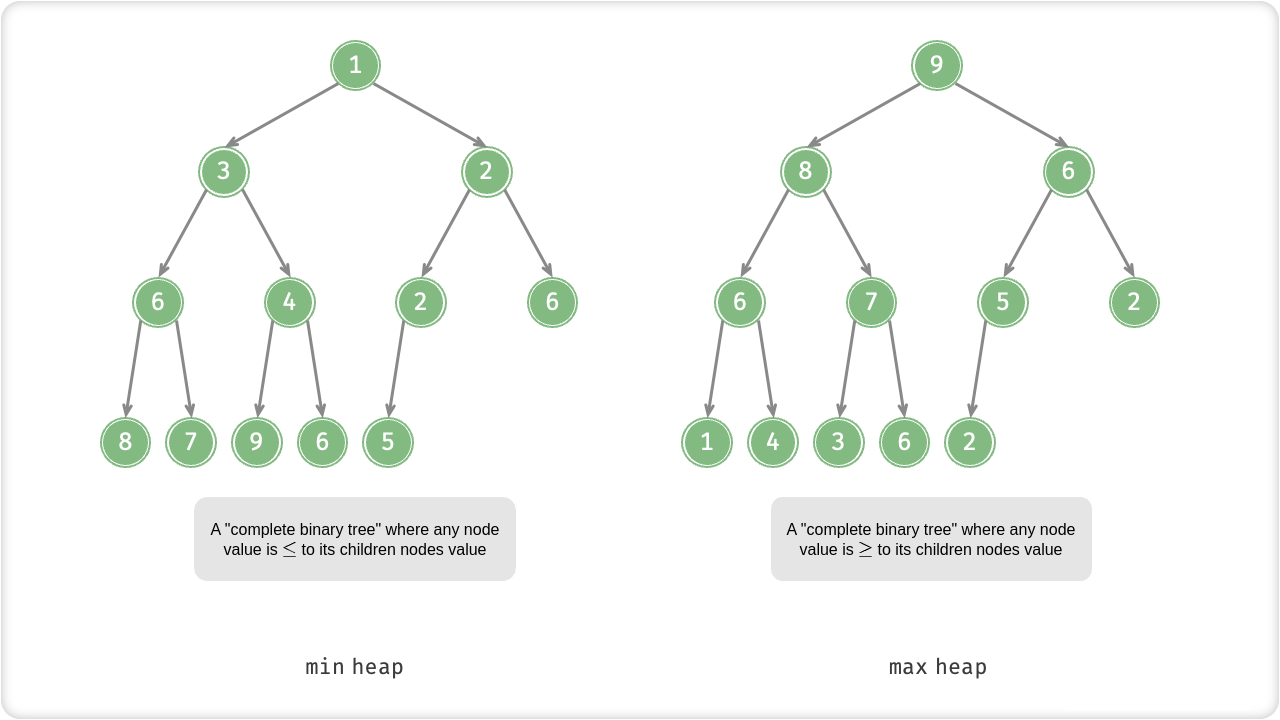 1 9
3 2 8 6
6 4 2 6 6 7 5 2
8 7 9 6 5 1 4 3 6 2
A "complete binary tree" where any node
value is ≤ to its children nodes value
A "complete binary tree" where any node
value is ≥ to its children nodes value
min heap
max heap